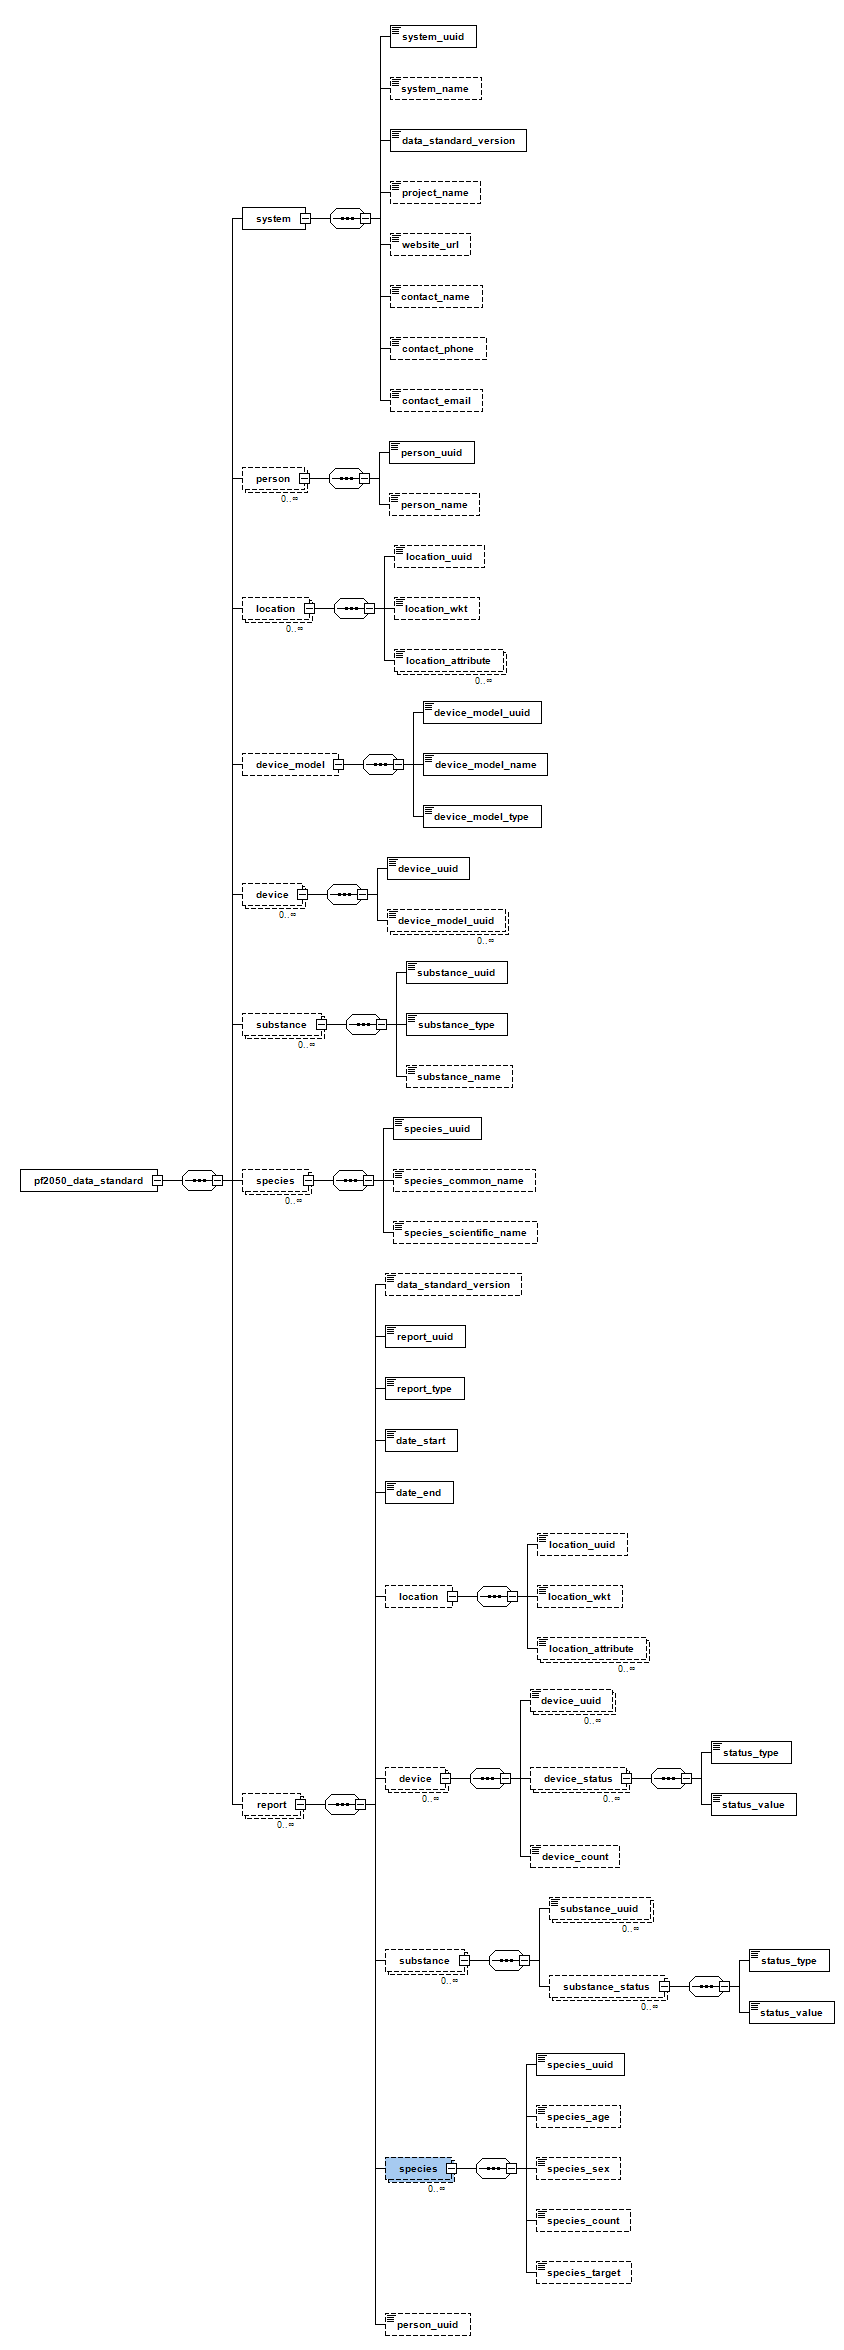 system_uuid
system_name
data_standard_version
project_name
system
website_url
contact_name
contact_phone
contact_email
person_uuid
person
0..∞
person_name
location_uuid
location
0..∞
location_wkt
location_attribute
0..∞
device_model_uuid
device_model
device_model_name
device_model_type
device_uuid
device
0..∞
device_model_uuid
0..∞
substance_uuid
substance
0..∞
substance_type
substance_name
species_uuid
pf2050_data_standard
species
0..∞
species_common_name
species_scientific_name
data_standard_version
report_uuid
report_type
date_start
date_end
location_uuid
location
location_wkt
location_attribute
0..∞
device_uuid
0..∞
status_type
device
0..∞
device_status
0..∞
report
0..∞
status_value
device_count
substance_uuid
0..∞
substance
0..∞
status_type
substance_status
0..∞
status_value
species_uuid
species_age
species
0..∞
species_sex
species_count
species_target
person_uuid